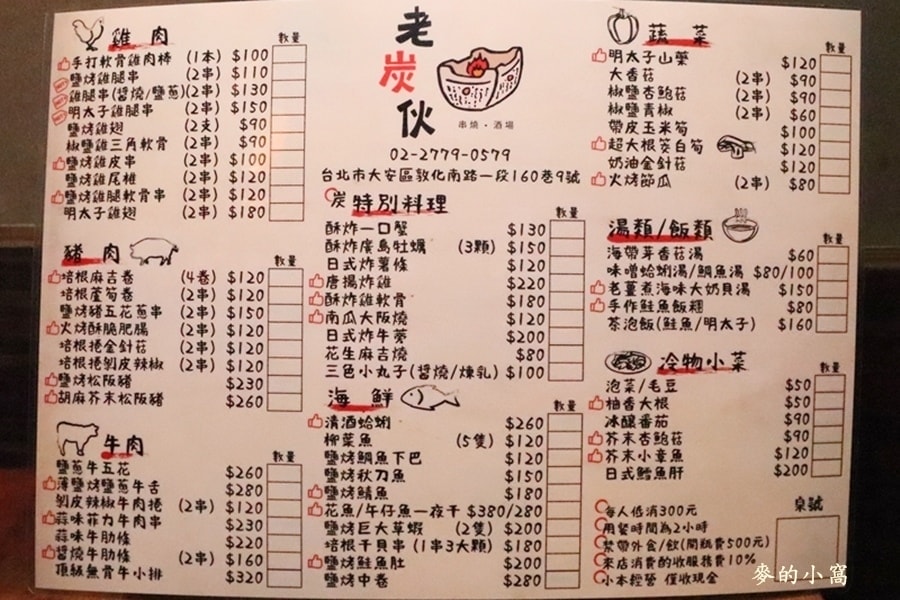 雞肉 數量
手打軟骨雞肉棒 (1本) $100
鹽烤雞腿串 (2串) $110
雞腿串(醬燒/鹽蔥) (2串) $130
明太子雞腿串 (2串) $150
鹽烤雞翅 (2支) $90
椒鹽雞三角軟骨 (2串) $90
鹽烤雞皮串 (2串) $100
鹽烤雞尾椎 (2串) $120
鹽烤雞軟骨串 (2串) $120
明太子雞翅 (2串) $180
豬肉 數量
培根麻吉卷 (4卷) $120
培根蘆筍卷 (2串) $120
鹽烤豬五花蔥串 (2串) $150
火烤酥脆肥腸 (2串) $120
培根捲金針菇 (2串) $120
培根捲剝皮辣椒 (2串) $120
鹽烤松阪豬 $230
胡麻芥末松阪豬 $260
牛肉 數量
鹽蔥牛五花 $260
薄鹽烤鹽蔥牛舌 $280
剝皮辣椒牛肉捲 (2串) $120
蒜味菲力牛肉串 $230
蒜味牛肋條 $220
醬燒牛肋條 (2串) $160
頂級無骨牛小排 $320
老炭伙
串燒・酒場
02-2779-0579
台北市大安區敦化南路一段160巷9號
炭 特別料理 數量
酥炸一口蟹 $130
酥炸廣島牡蠣 (3顆) $150
日式炸薯條 $120
唐揚炸雞 $220
酥炸雞軟骨 $180
南瓜大阪燒 $120
日式炸牛蒡 $200
花生麻吉燒 $80
三色小丸子(醬燒/煉乳) $100
海鮮 數量
清酒蛤蜊 $260
柳葉魚 (5隻) $120
鹽烤鯛魚下巴 $120
鹽烤秋刀魚 $150
鹽烤鯖魚 $180
花魚/午仔魚一夜干 $380/280
鹽烤巨大草蝦 (2隻) $200
培根干貝串 (1串3大顆) $180
鹽烤鮭魚肚 $200
鹽烤中卷 $280
蔬菜 數量
明太子山藥 $120
大香菇 (2串) $90
椒鹽杏鮑菇 (2串) $90
椒鹽青椒 (2串) $60
帶皮玉米筍 $100
超大根茭白筍 $120
奶油金針菇 $120
火烤節瓜 (2串) $80
湯類/飯類 數量
海帶芽香菇湯 $60
味噌蛤蜊湯/鯛魚湯 $80/100
老薑煮海味大奶貝湯 $150
手作鮭魚飯糰 $80
茶泡飯(鮭魚/明太子) $160
冷物小菜 數量
泡菜/毛豆 $50
柚香大根 $50
冰釀番茄 $90
芥末杏鮑菇 $90
芥末小章魚 $120
日式鱈魚肝 $200
每人低消300元
用餐時間為2小時
禁帶外食/飲(開瓶費500元)
來店消費酌收服務費10%
小本經營 僅收現金
桌號
麥的小窩